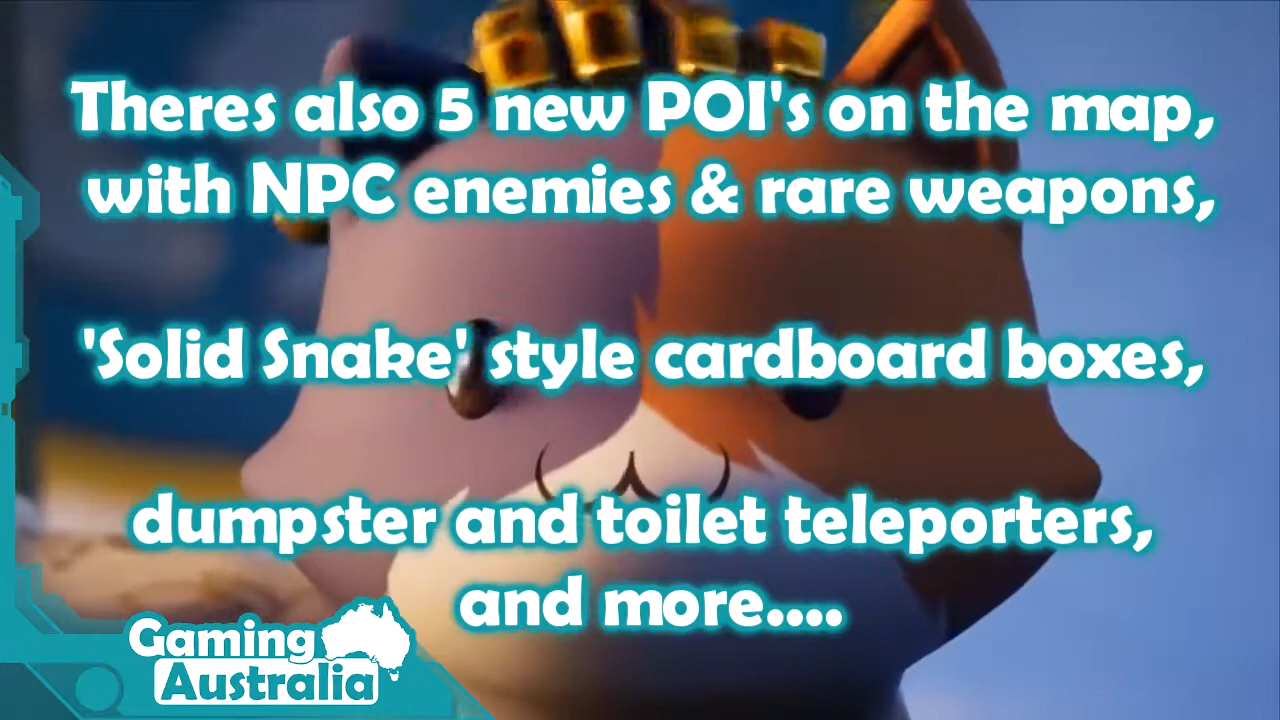 Theres also 5 new POI's on the map,
with NPC enemies & rare weapons,
'Solid Snake' style cardboard boxes,
dumpster and toilet teleporters,
and more....
Gaming
Australia